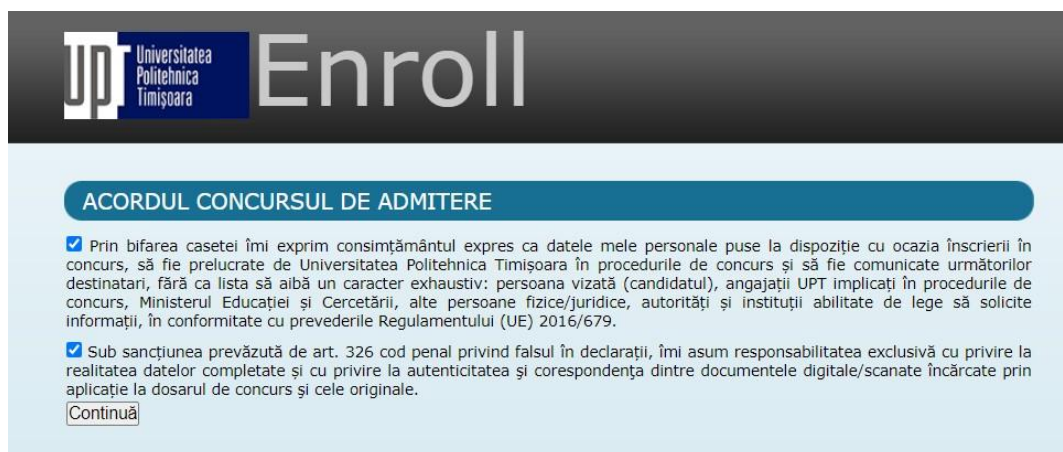 UPT Universitatea
Politehnica
Timişoara
Enroll
ACORDUL CONCURSUL DE ADMITERE
Prin bifarea casetei îmi exprim consimțământul expres ca datele mele personale puse la dispoziție cu ocazia înscrierii în
concurs, să fie prelucrate de Universitatea Politehnica Timișoara în procedurile de concurs și să fie comunicate următorilor
destinatari, fără ca lista să aibă un caracter exhaustiv: persoana vizată (candidatul), angajații UPT implicați în procedurile de
concurs, Ministerul Educației și Cercetării, alte persoane fizice/juridice, autorități și instituții abilitate de lege să solicite
informații, în conformitate cu prevederile Regulamentului (UE) 2016/679.
Sub sancțiunea prevăzută de art. 326 cod penal privind falsul în declarații, îmi asum responsabilitatea exclusivă cu privire la
realitatea datelor completate și cu privire la autenticitatea şi corespondenţa dintre documentele digitale/scanate încărcate prin
aplicație la dosarul de concurs şi cele originale.
Continuă